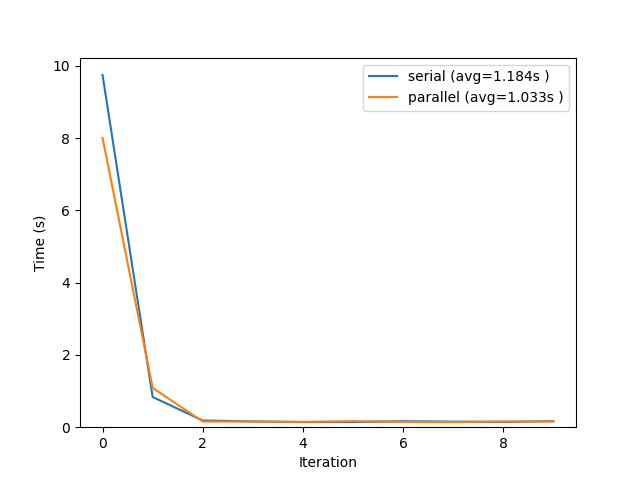 serial (avg=1.184s )
parallel (avg=1.033s )
10
8
6
4
2
0
Time (s)
0 2 4 6 8
Iteration